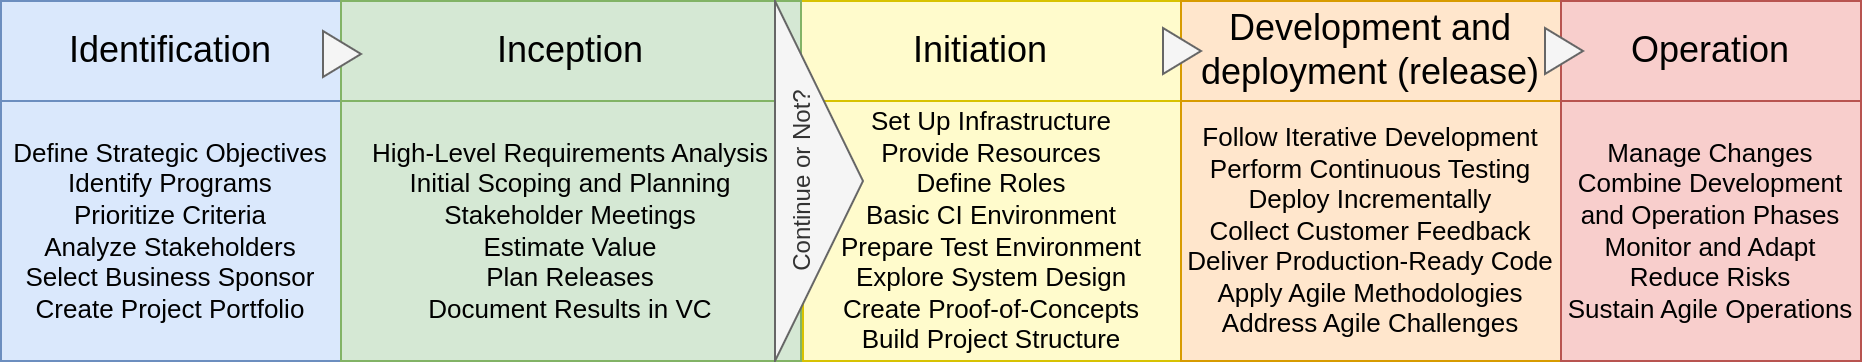 Identification
Define Strategic Objectives
Identify Programs
Prioritize Criteria
Analyze Stakeholders
Select Business Sponsor
Create Project Portfolio
Inception
High-Level Requirements Analysis
Initial Scoping and Planning
Stakeholder Meetings
Estimate Value
Plan Releases
Document Results in VC
Continue or Not?
Initiation
Set Up Infrastructure
Provide Resources
Define Roles
Basic CI Environment
Prepare Test Environment
Explore System Design
Create Proof-of-Concepts
Build Project Structure
Development and
deployment (release)
Follow Iterative Development
Perform Continuous Testing
Deploy Incrementally
Collect Customer Feedback
Deliver Production-Ready Code
Apply Agile Methodologies
Address Agile Challenges
Operation
Manage Changes
Combine Development
and Operation Phases
Monitor and Adapt
Reduce Risks
Sustain Agile Operations